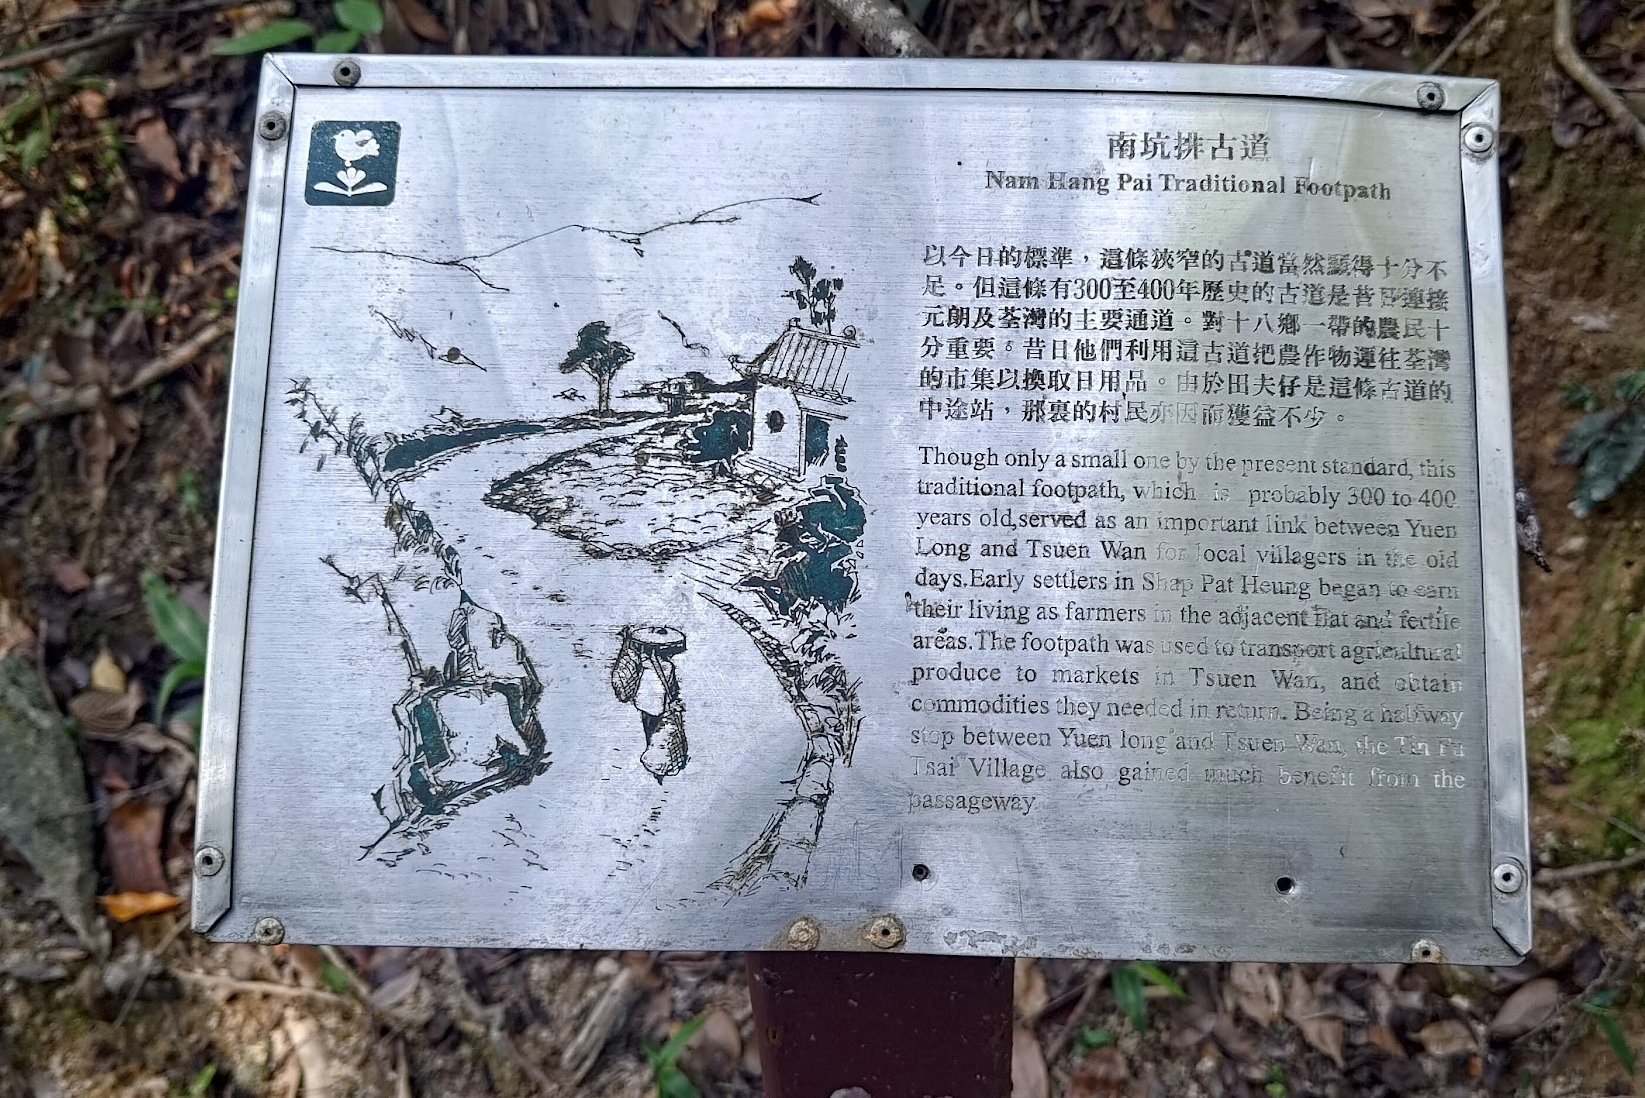 南坑排古道
Nam Hang Pai Traditional Footpath
以今日的標準，這條狹窄的古道當然顯得十分不
足。但這條有300至400年歷史的古道是昔日連接
元朗及荃灣的主要通道。對十八鄉一帶的農民十
分重要。昔日他們利用這古道把農作物運往荃灣
的市集以換取日用品。由於田夫仔是這條古道的
中途站，那裏的村民亦因而獲益不少。
Though only a small one by the present standard, this
traditional footpath, which is probably 300 to 400
years old,served as an important link between Yuen
Long and Tsuen Wan for local villagers in the old
days.Early settlers in Shap Pat Heung began to earn
their living as farmers in the adjacent flat and fertile
areas.The footpath was used to transport agricultural
produce to markets in Tsuen Wan, and obtain
commodities they needed in return. Being a halfway
stop between Yuen long and Tsuen Wan, the Tin Fu
Tsai Village also gained much benefit from the
passageway.